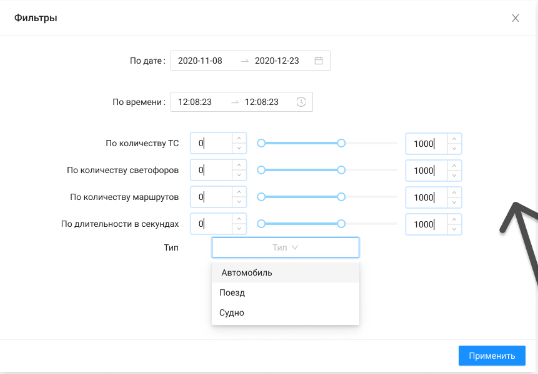 Фильтры
По дате : 2020-11-08 → 2020-12-23
По времени : 12:08:23 → 12:08:23
По количеству ТС 0 1000
По количеству светофоров 0 1000
По количеству маршрутов 0 1000
По длительности в секундах 0 1000
Тип Тип
Автомобиль
Поезд
Судно
Применить